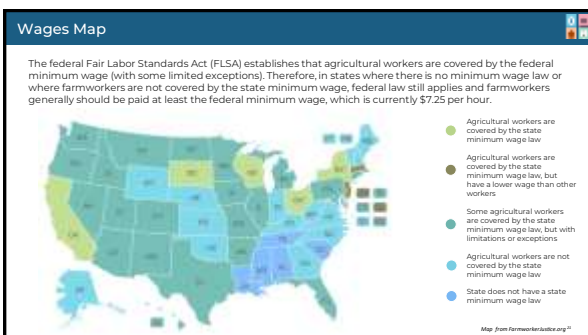 Wages Map
The federal Fair Labor Standards Act (FLSA) establishes that agricultural workers are covered by the federal
minimum wage (with some limited exceptions). Therefore, in states where there is no minimum wage law or
where farmworkers are not covered by the state minimum wage, federal law still applies and farmworkers
generally should be paid at least the federal minimum wage, which is currently $7.25 per hour.
Agricultural workers are
covered by the state
minimum wage law
Agricultural workers are
covered by the state
minimum wage law, but
have a lower wage than other
workers
Some agricultural workers
are covered by the state
minimum wage law, but with
limitations or exceptions
Agricultural workers are not
covered by the state
minimum wage law
State does not have a state
minimum wage law
Map from FarmworkerJustice.org